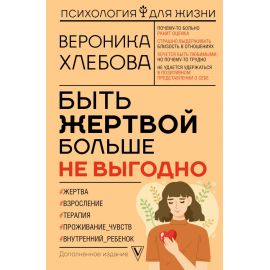 ПСИХОЛОГИЯ ДЛЯ ЖИЗНИ
ВЕРОНИКА
ХЛЕБОВА
ПОЧЕМУ-ТО БОЛЬНО
РАНИТ ОЦЕНКА
СТРАШНО ВЫДЕРЖИВАТЬ
БЛИЗОСТЬ В ОТНОШЕНИЯХ
ХОЧЕТСЯ БЫТЬ ЛЮБИМЫМИ,
НО ПОЧЕМУ-ТО ТРУДНО
НЕ УДАЕТСЯ УДЕРЖАТЬСЯ
В ПОЗИТИВНОМ
ПРЕДСТАВЛЕНИИ О СЕБЕ
БЫТЬ
ЖЕРТВОЙ
БОЛЬШЕ
НЕ ВЫГОДНО
#ЖЕРТВА
#ВЗРОСЛЕНИЕ
#ТЕРАПИЯ
#ПРОЖИВАНИЕ_ЧУВСТВ
#ВНУТРЕННИЙ_РЕБЕНОК
Дополненное издание